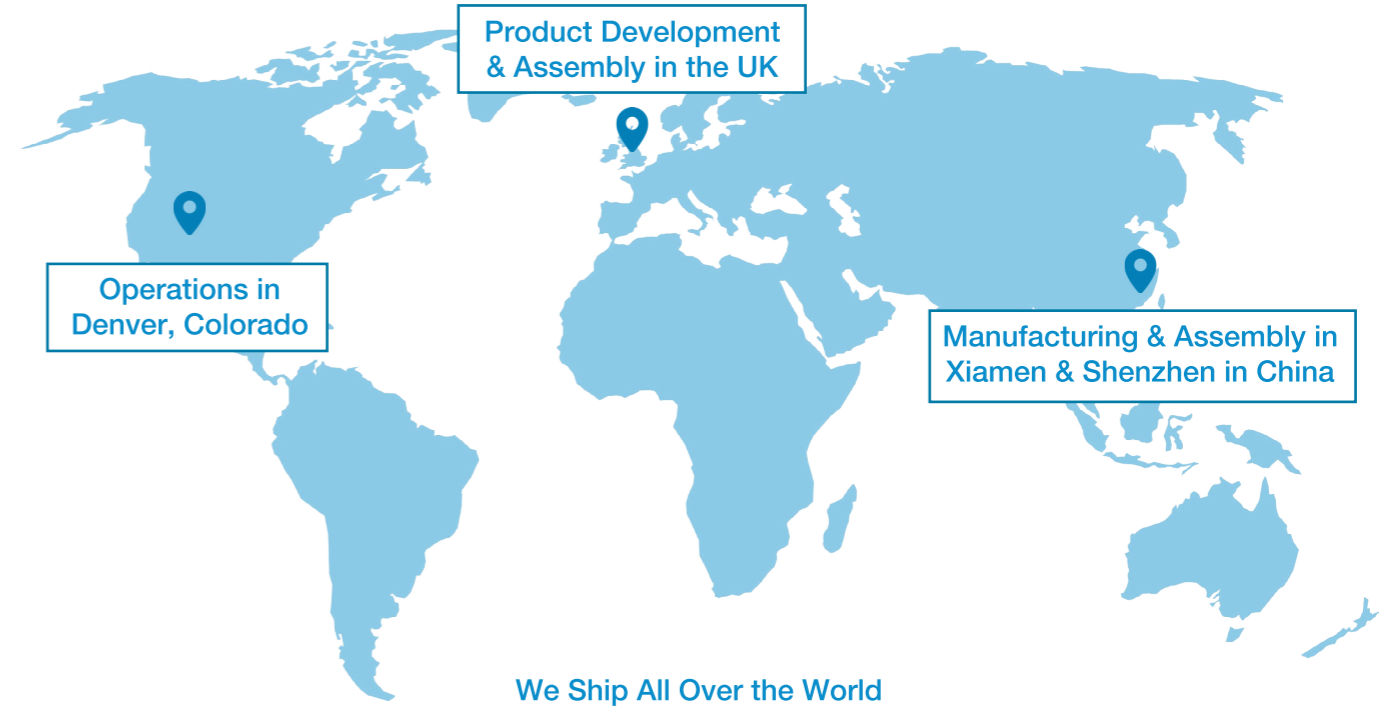 Product Development
& Assembly in the UK
Operations in
Denver, Colorado
Manufacturing & Assembly in
Xiamen & Shenzhen in China
We Ship All Over the World